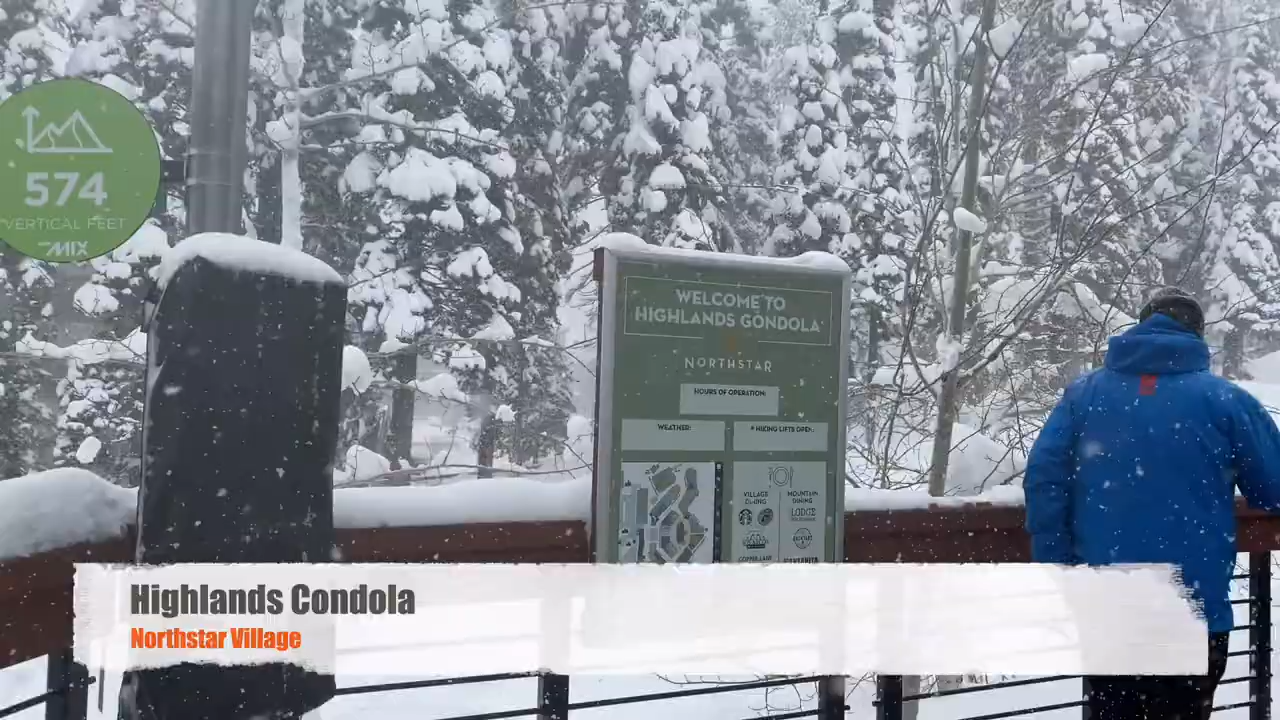 574
VERTICAL FEET
MIX
WELCOME TO
HIGHLANDS GONDOLA
NORTHSTAR
HOURS OF OPERATION:
WEATHER:
# HIKING LIFTS OPEN:
VILLAGE
DINING
MOUNTAIN
DINING
LODGE
Highlands Condola
Northstar Village